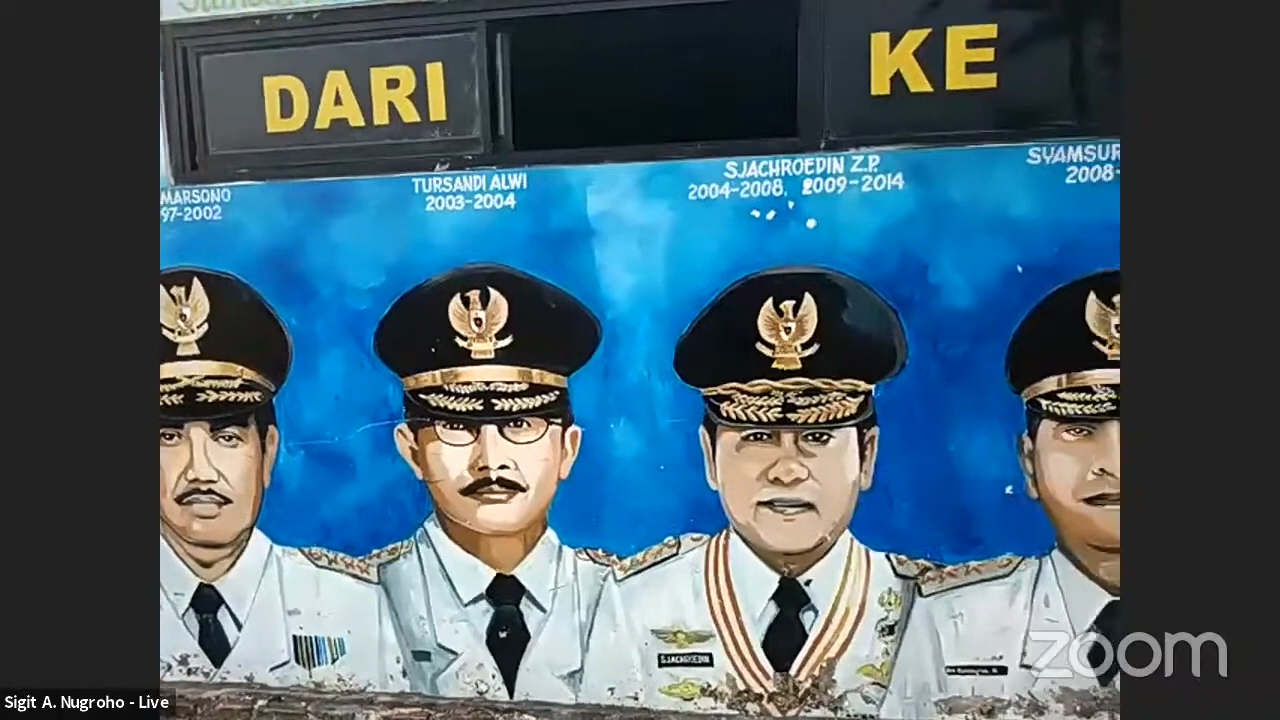 DARI
KE
MARSONO
97-2002
TURSANDI ALWI
2003-2004
SJACHROEDIN Z.P.
2004-2008, 2009-2014
SYAMSUR
2008-
SJACHROEDIN
zoom
Sigit A. Nugroho - Live